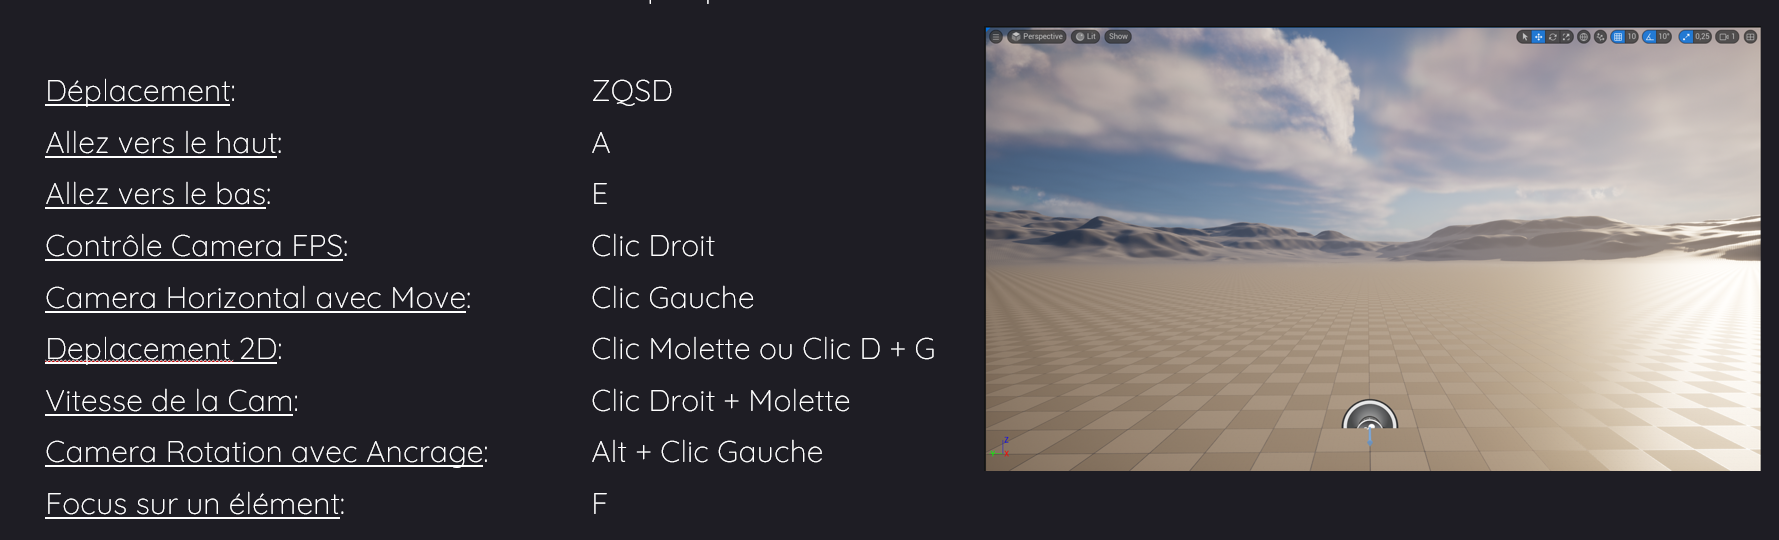 Perspective Lit Show 10 10° 0,25 1
Déplacement: ZQSD
Allez vers le haut: A
Allez vers le bas: E
Contrôle Camera FPS: Clic Droit
Camera Horizontal avec Move: Clic Gauche
Deplacement 2D: Clic Molette ou Clic D + G
Vitesse de la Cam: Clic Droit + Molette
Camera Rotation avec Ancrage: Alt + Clic Gauche
Focus sur un élément: F